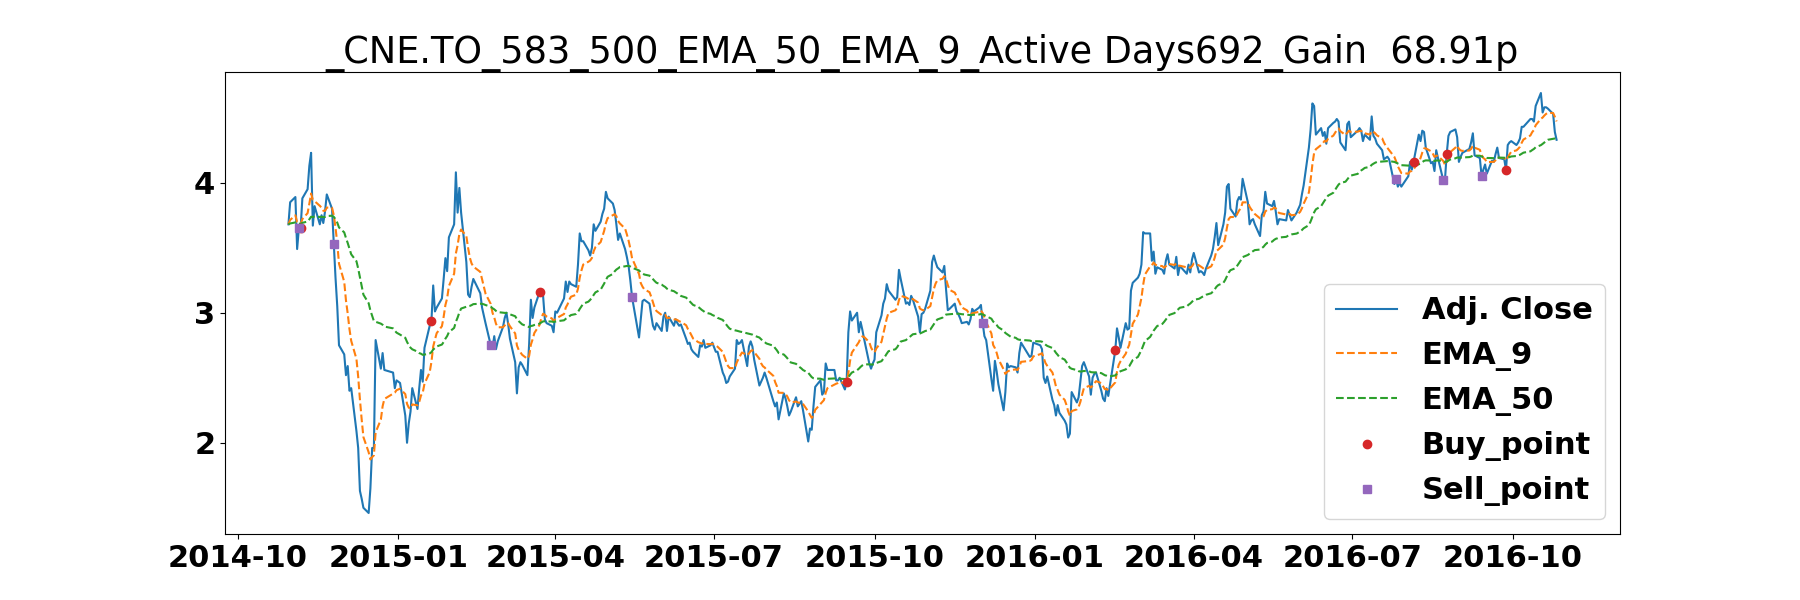 _CNE.TO_583_500_EMA_50_EMA_9_Active Days692_Gain  68.91p
4
3
2
Adj. Close
EMA_9
EMA_50
Buy_point
Sell_point
2014-10 2015-01 2015-04 2015-07 2015-10 2016-01 2016-04 2016-07 2016-10